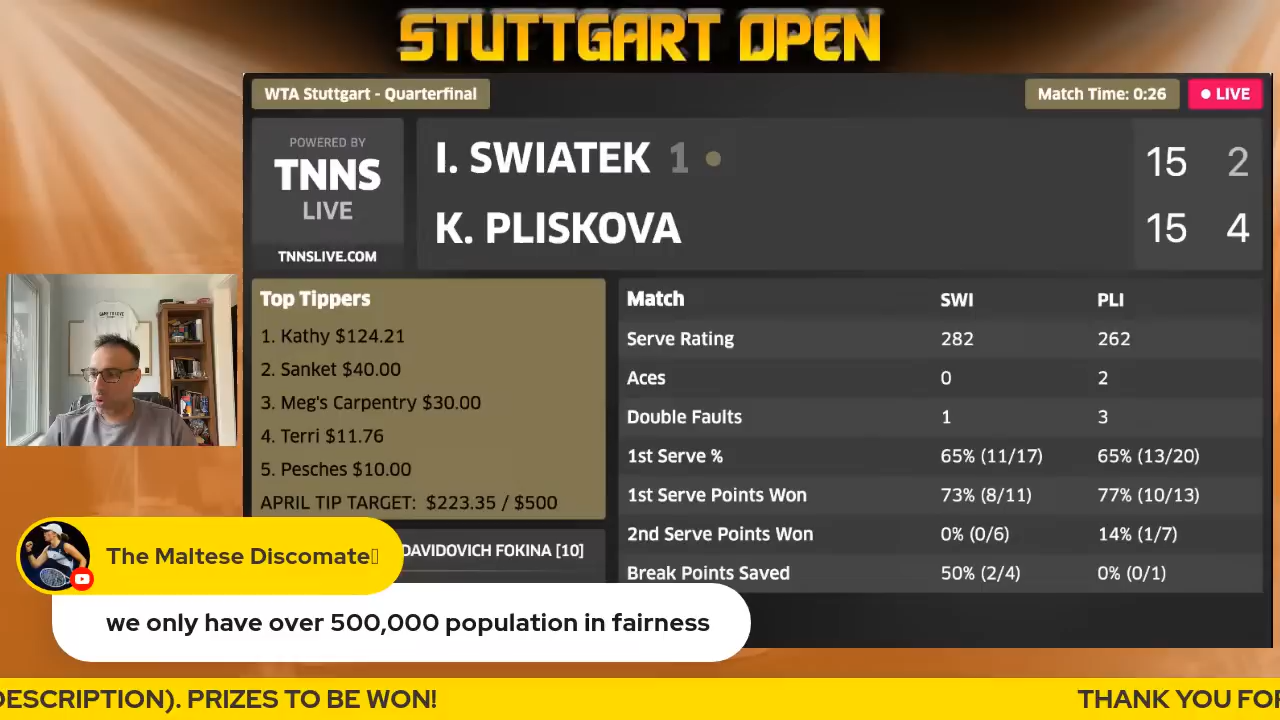 STUTTGART OPEN
WTA Stuttgart - Quarterfinal
Match Time: 0:26
LIVE
POWERED BY
TNNS
LIVE
TNNSLIVE.COM
I. SWIATEK 1 15 2
K. PLISKOVA 15 4
Top Tippers
1. Kathy $124.21
2. Sanket $40.00
3. Meg's Carpentry $30.00
4. Terri $11.76
5. Pesches $10.00
APRIL TIP TARGET: $223.35 / $500
DAVIDOVICH FOKINA [10]
Match SWI PLI
Serve Rating 282 262
Aces 0 2
Double Faults 1 3
1st Serve % 65% (11/17) 65% (13/20)
1st Serve Points Won 73% (8/11) 77% (10/13)
2nd Serve Points Won 0% (0/6) 14% (1/7)
Break Points Saved 50% (2/4) 0% (0/1)
The Maltese Discomate
we only have over 500,000 population in fairness
DESCRIPTION). PRIZES TO BE WON!
THANK YOU FOR